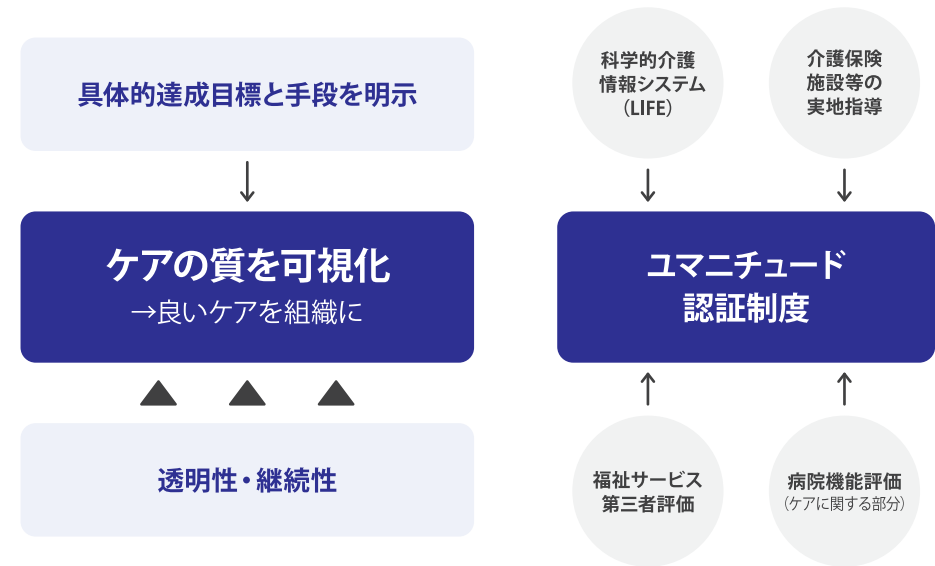 具体的達成目標と手段を明示
ケアの質を可視化
→良いケアを組織に
透明性・継続性
科学的介護
情報システム
（LIFE）
介護保険
施設等の
実地指導
ユマニチュード
認証制度
福祉サービス
第三者評価
病院機能評価
（ケアに関する部分）